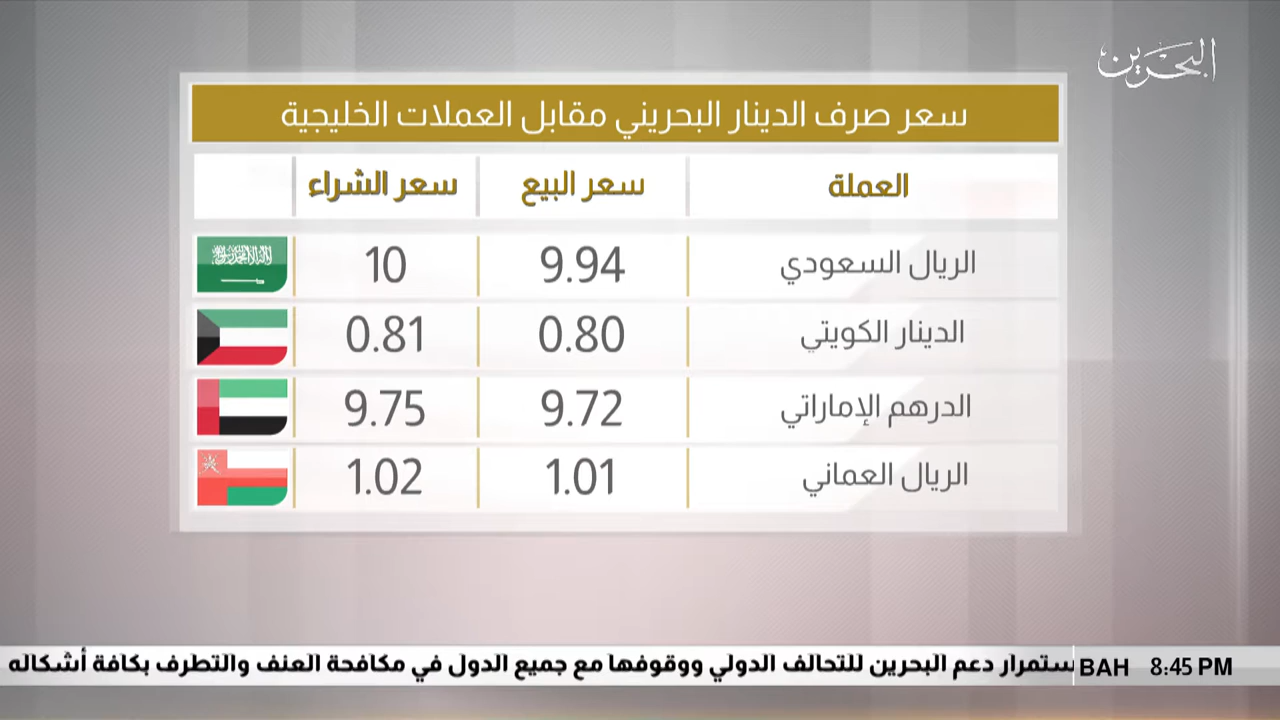 البحرين
سعر صرف الدينار البحريني مقابل العملات الخليجية
العملة سعر البيع سعر الشراء
الريال السعودي 9.94 10
الدينار الكويتي 0.80 0.81
الدرهم الإماراتي 9.72 9.75
الريال العماني 1.01 1.02
ستمرار دعم البحرين للتحالف الدولي ووقوفها مع جميع الدول في مكافحة العنف والتطرف بكافة أشكاله
BAH 8:45 PM